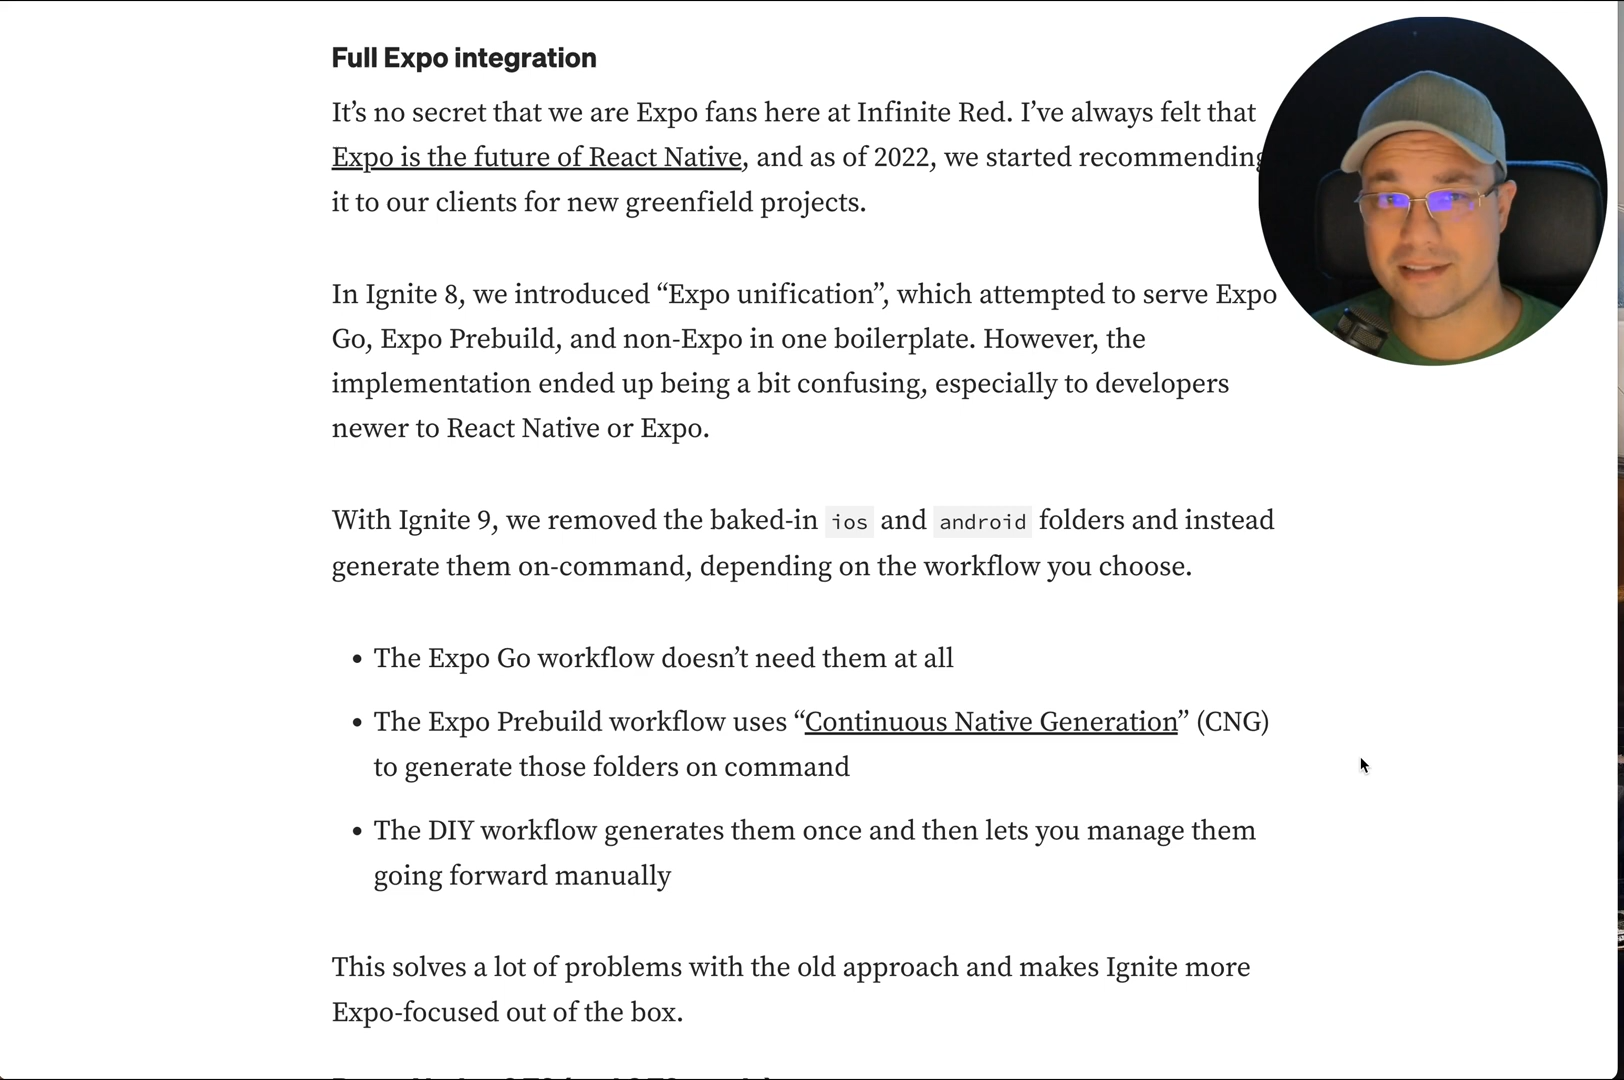 Full Expo integration
It’s no secret that we are Expo fans here at Infinite Red. I’ve always felt that
Expo is the future of React Native, and as of 2022, we started recommending
it to our clients for new greenfield projects.
In Ignite 8, we introduced “Expo unification”, which attempted to serve Expo
Go, Expo Prebuild, and non-Expo in one boilerplate. However, the
implementation ended up being a bit confusing, especially to developers
newer to React Native or Expo.
With Ignite 9, we removed the baked-in ios and android folders and instead
generate them on-command, depending on the workflow you choose.
• The Expo Go workflow doesn’t need them at all
• The Expo Prebuild workflow uses “Continuous Native Generation” (CNG)
to generate those folders on command
• The DIY workflow generates them once and then lets you manage them
going forward manually
This solves a lot of problems with the old approach and makes Ignite more
Expo-focused out of the box.